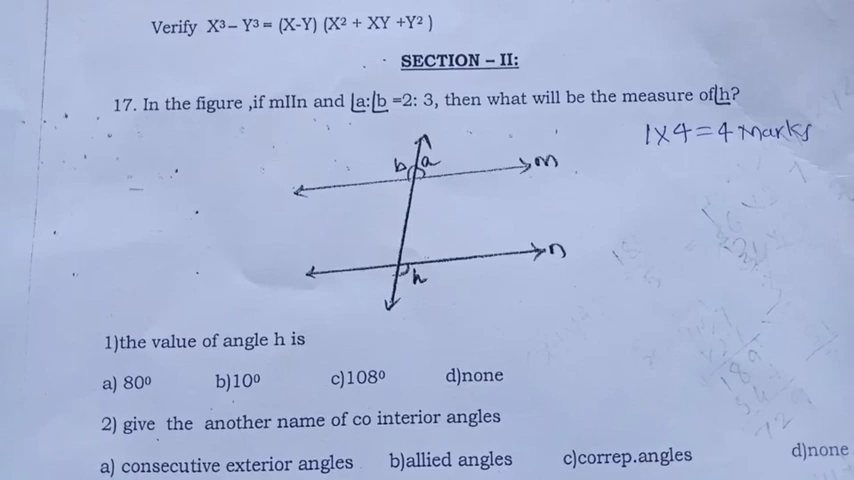 Verify X³ – Y³ = (X-Y) (X² + XY +Y² )
SECTION – II:
17. In the figure ,if mIIn and ⌊a:⌊b =2: 3, then what will be the measure of⌊h?
1×4=4 marks
b a m
n
h
1)the value of angle h is
a) 80⁰ b)10⁰ c)108⁰ d)none
2) give the another name of co interior angles
a) consecutive exterior angles b)allied angles c)correp.angles d)none